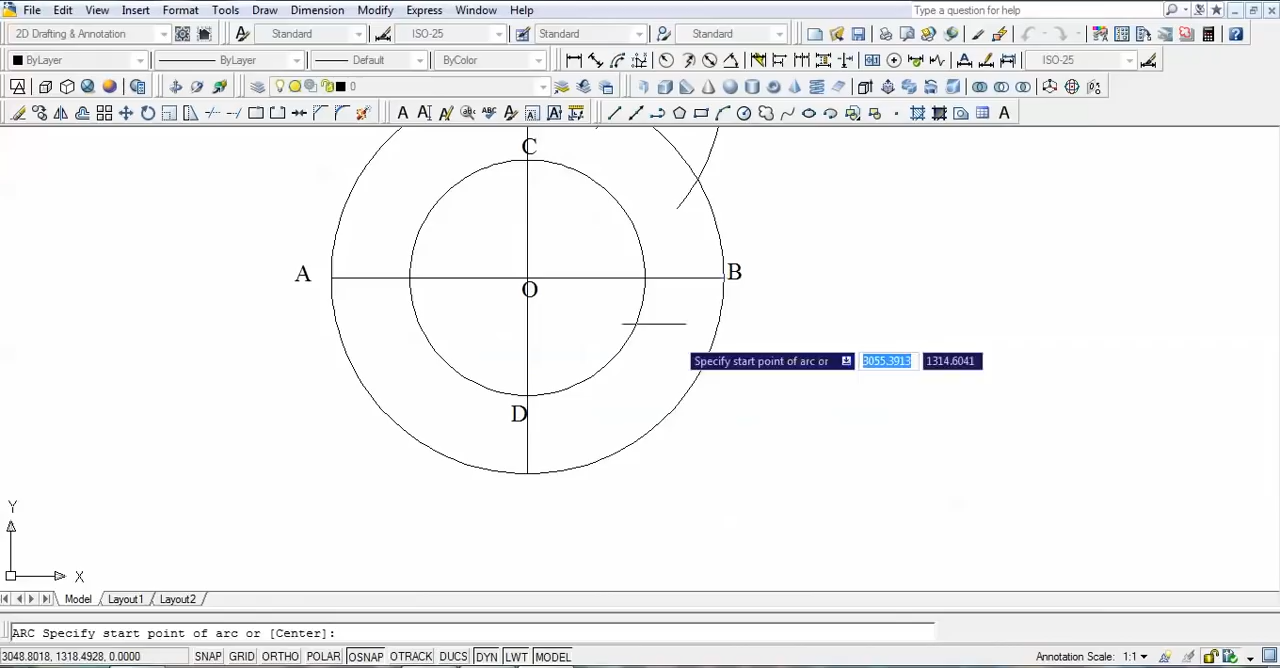 File Edit View Insert Format Tools Draw Dimension Modify Express Window Help Type a question for help
2D Drafting & Annotation Standard ISO-25 Standard Standard
ByLayer ByLayer Default ByColor ISO-25
0
C
A B
O
Specify start point of arc or 3055.3913 1314.6041
D
Y
X
Model Layout1 Layout2
ARC Specify start point of arc or [Center]:
3048.8018, 1318.4928, 0.0000 SNAP GRID ORTHO POLAR OSNAP OTRACK DUCS DYN LWT MODEL Annotation Scale: 1:1